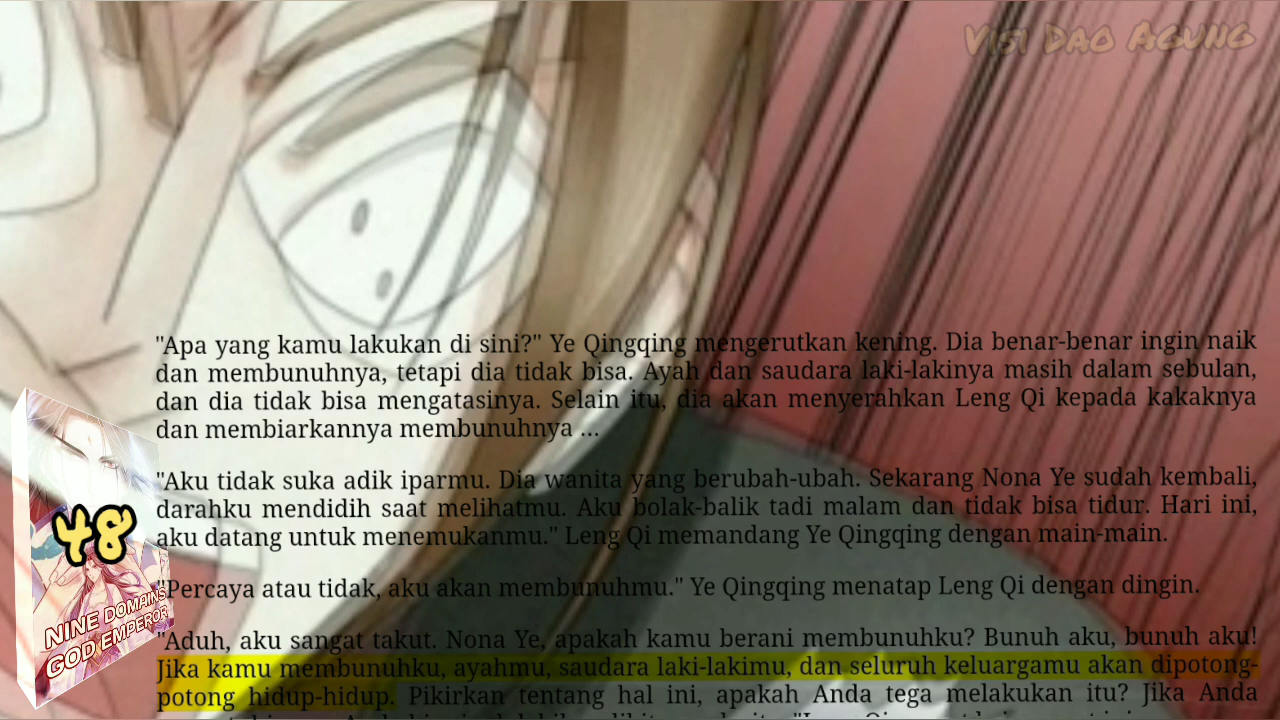 Visi Dao Agung
"Apa yang kamu lakukan di sini?" Ye Qingqing mengerutkan kening. Dia benar-benar ingin naik
dan membunuhnya, tetapi dia tidak bisa. Ayah dan saudara laki-lakinya masih dalam sebulan,
dan dia tidak bisa mengatasinya. Selain itu, dia akan menyerahkan Leng Qi kepada kakaknya
dan membiarkannya membunuhnya ...
"Aku tidak suka adik iparmu. Dia wanita yang berubah-ubah. Sekarang Nona Ye sudah kembali,
darahku mendidih saat melihatmu. Aku bolak-balik tadi malam dan tidak bisa tidur. Hari ini,
aku datang untuk menemukanmu." Leng Qi memandang Ye Qingqing dengan main-main.
"Percaya atau tidak, aku akan membunuhmu." Ye Qingqing menatap Leng Qi dengan dingin.
"Aduh, aku sangat takut. Nona Ye, apakah kamu berani membunuhku? Bunuh aku, bunuh aku!
Jika kamu membunuhku, ayahmu, saudara laki-lakimu, dan seluruh keluargamu akan dipotong-
potong hidup-hidup. Pikirkan tentang hal ini, apakah Anda tega melakukan itu? Jika Anda
48
NINE DOMAINS
GOD EMPEROR